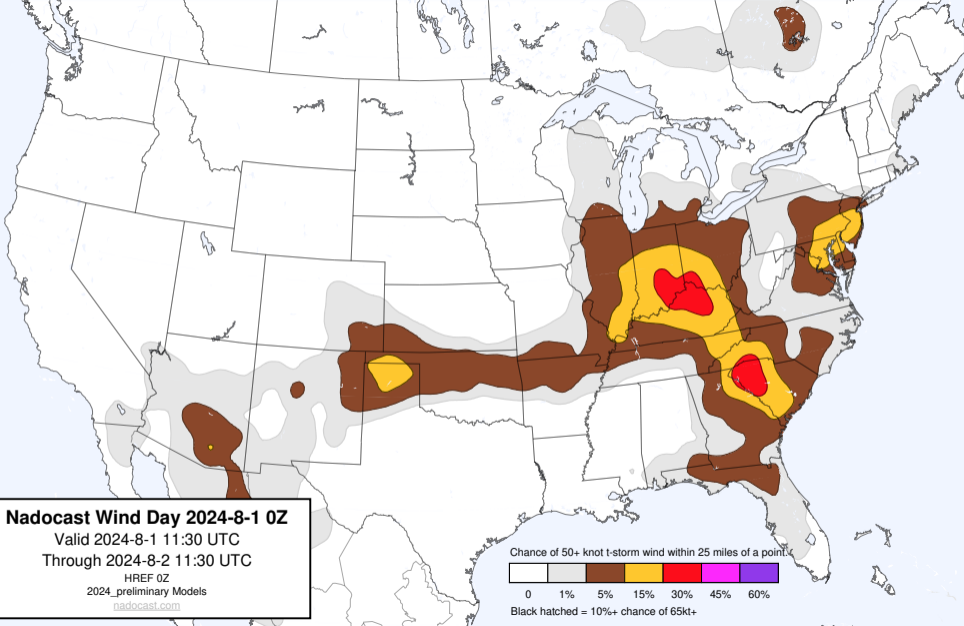 Nadocast Wind Day 2024-8-1 0Z
Valid 2024-8-1 11:30 UTC
Through 2024-8-2 11:30 UTC
HREF 0Z
2024_preliminary Models
nadocast.com
Chance of 50+ knot t-storm wind within 25 miles of a point.
0 1% 5% 15% 30% 45% 60%
Black hatched = 10%+ chance of 65kt+